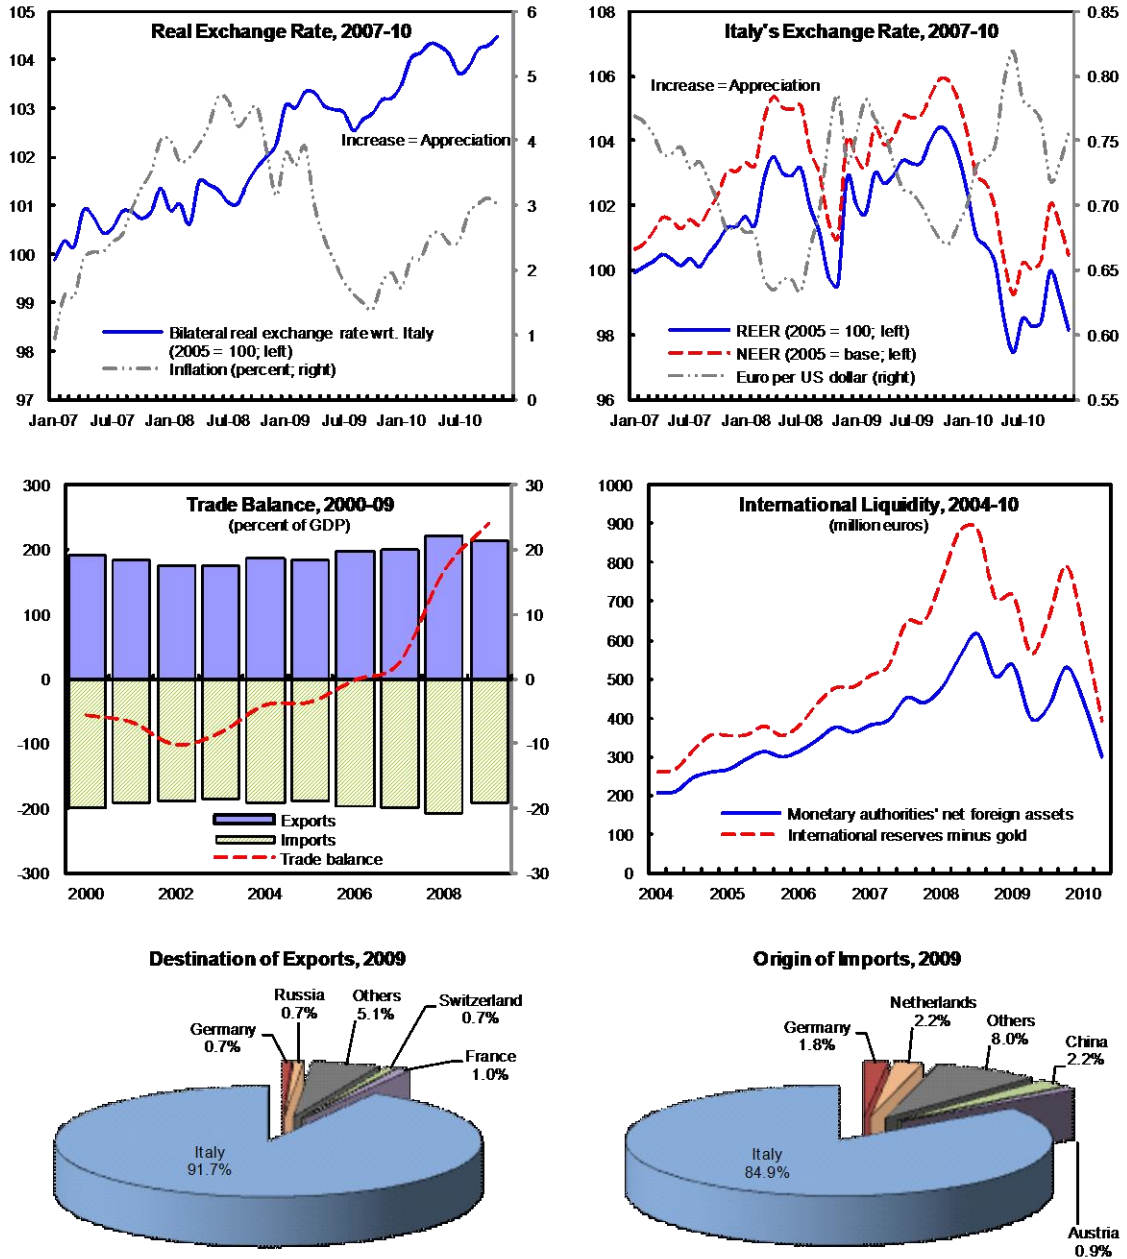 Real Exchange Rate, 2007-10
105
104
103
102
101
100
99
98
97
6
5
4
3
2
1
0
Increase = Appreciation
Bilateral real exchange rate wrt. Italy
(2005 = 100; left)
Inflation (percent; right)
Jan-07
Jul-07
Jan-08
Jul-08
Jan-09
Jul-09
Jan-10
Jul-10
Italy's Exchange Rate, 2007-10
108
106
104
102
100
98
96
0.85
0.80
0.75
0.70
0.65
0.60
0.55
Increase = Appreciation
REER (2005 = 100; left)
NEER (2005 = base; left)
Euro per US dollar (right)
Jan-07
Jul-07
Jan-08
Jul-08
Jan-09
Jul-09
Jan-10
Jul-10
Trade Balance, 2000-09
(percent of GDP)
300
200
100
0
-100
-200
-300
30
20
10
0
-10
-20
-30
Exports
Imports
Trade balance
2000
2002
2004
2006
2008
International Liquidity, 2004-10
(million euros)
1000
900
800
700
600
500
400
300
200
100
0
Monetary authorities' net foreign assets
International reserves minus gold
2004
2005
2006
2007
2008
2009
2010
Destination of Exports, 2009
Russia
0.7%
Others
5.1%
Switzerland
0.7%
Germany
0.7%
France
1.0%
Italy
91.7%
Origin of Imports, 2009
Netherlands
2.2%
Germany
1.8%
Others
8.0%
China
2.2%
Italy
84.9%
Austria
0.9%